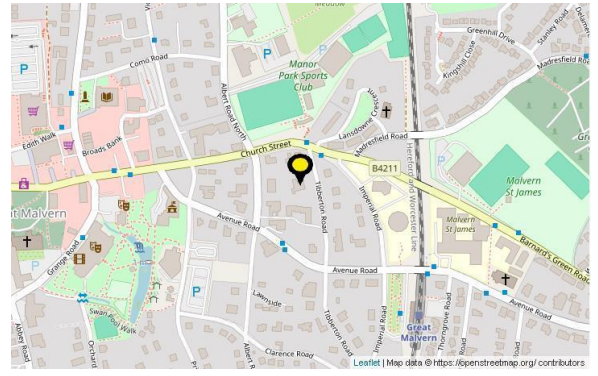 Meadow
Como Road
P
Manor
Park Sports
Club
Albert Road North
Greenhill Drive
Kingshill Close
Stanley Road
Madresfield Road
P
Edith Walk
Broads Bank
Church Street
Lansdowne Crescent
Madresfield Road
B4211
Hereford and Worcester Line
Malvern
St James
at Malvern
Grange Road
Avenue Road
Tibberton Road
Imperial Road
Malvern
St James
Barnard's Green Road
P
Avenue Road
Avenue Road
Abbey Road
Swan Pool Walk
Orchard
P
Lawnside
Albert R
Clarence Road
Tibberton Road
Imperial Road
Great
Malvern
Thorngrove Road
Leaflet | Map data © https://openstreetmap.org/ contributors